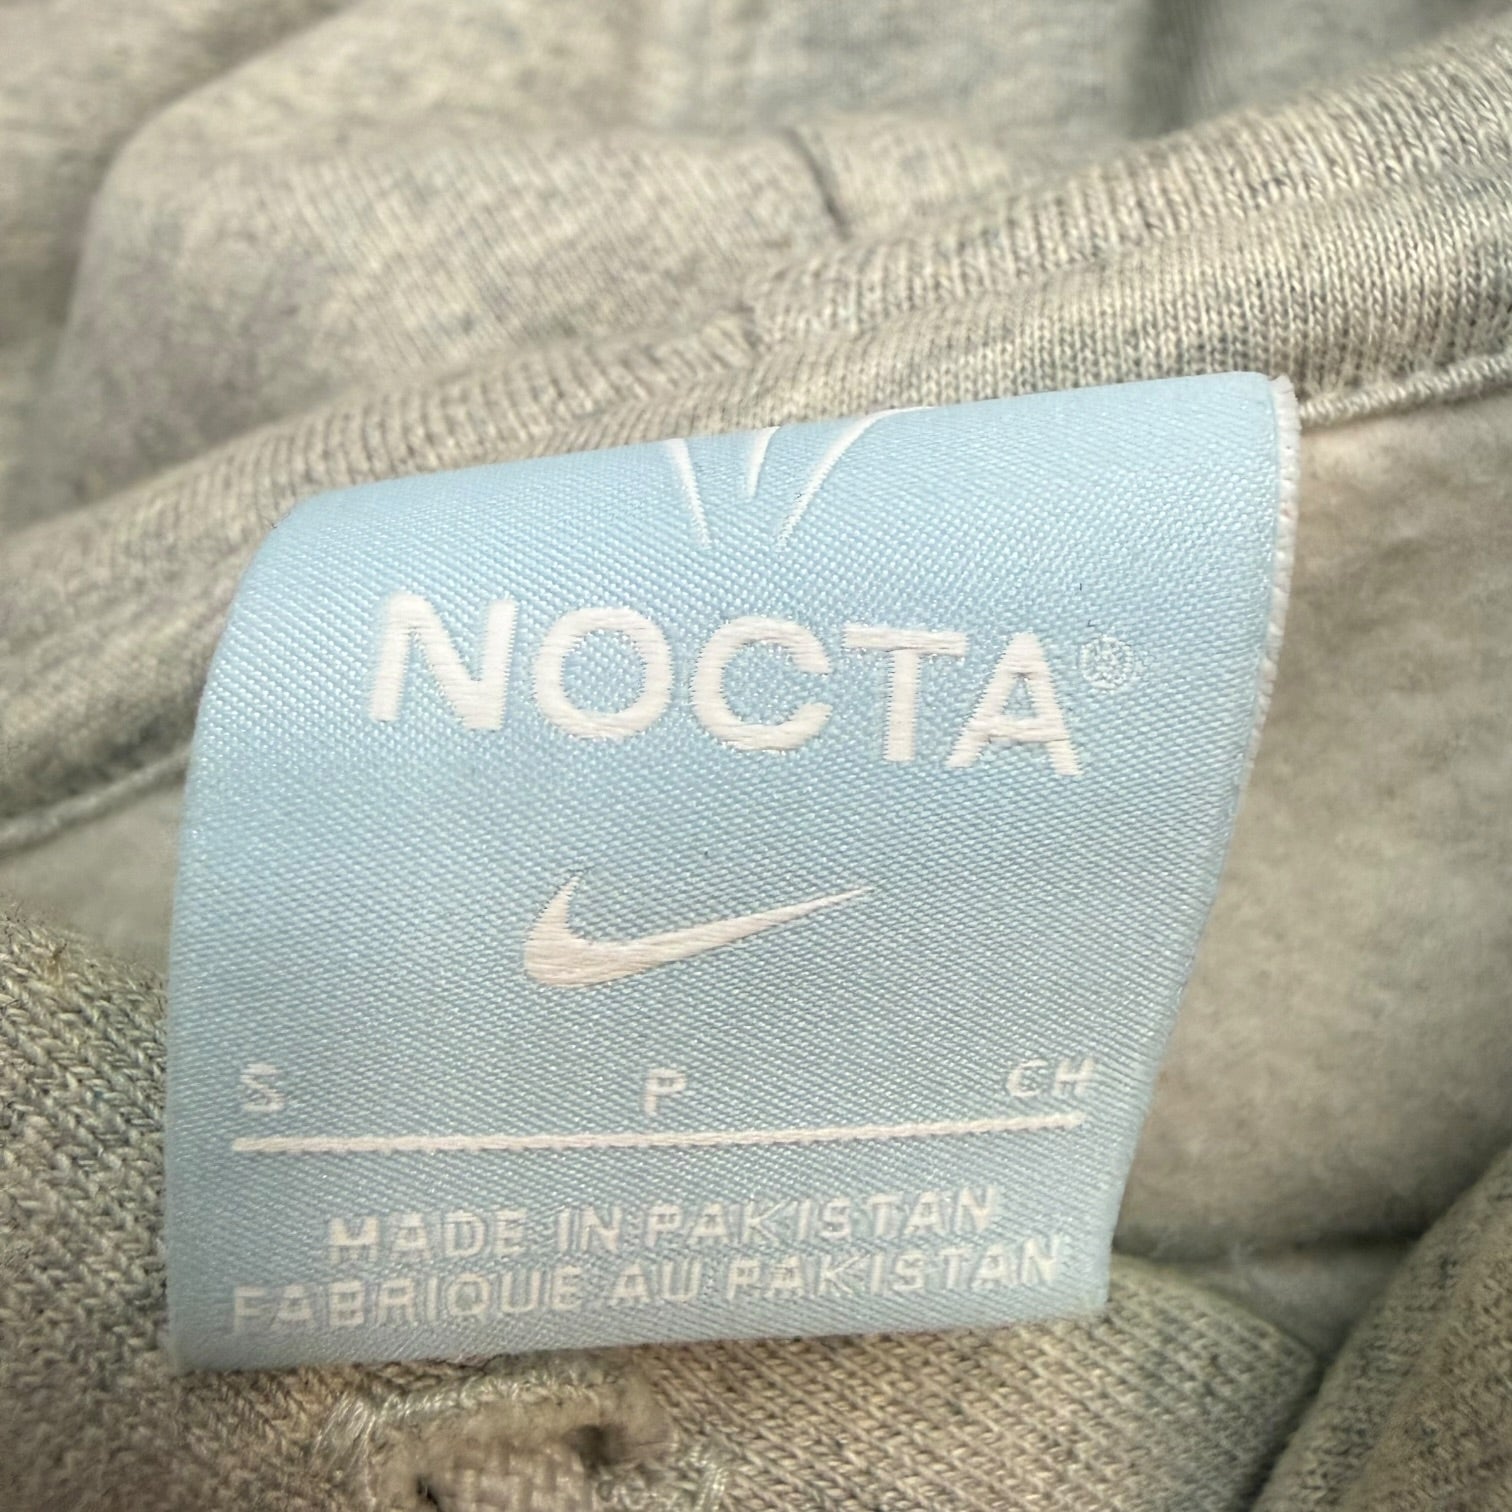 NOCTA®
S P CH
MADE IN PAKISTAN
FABRIQUE AU PAKISTAN